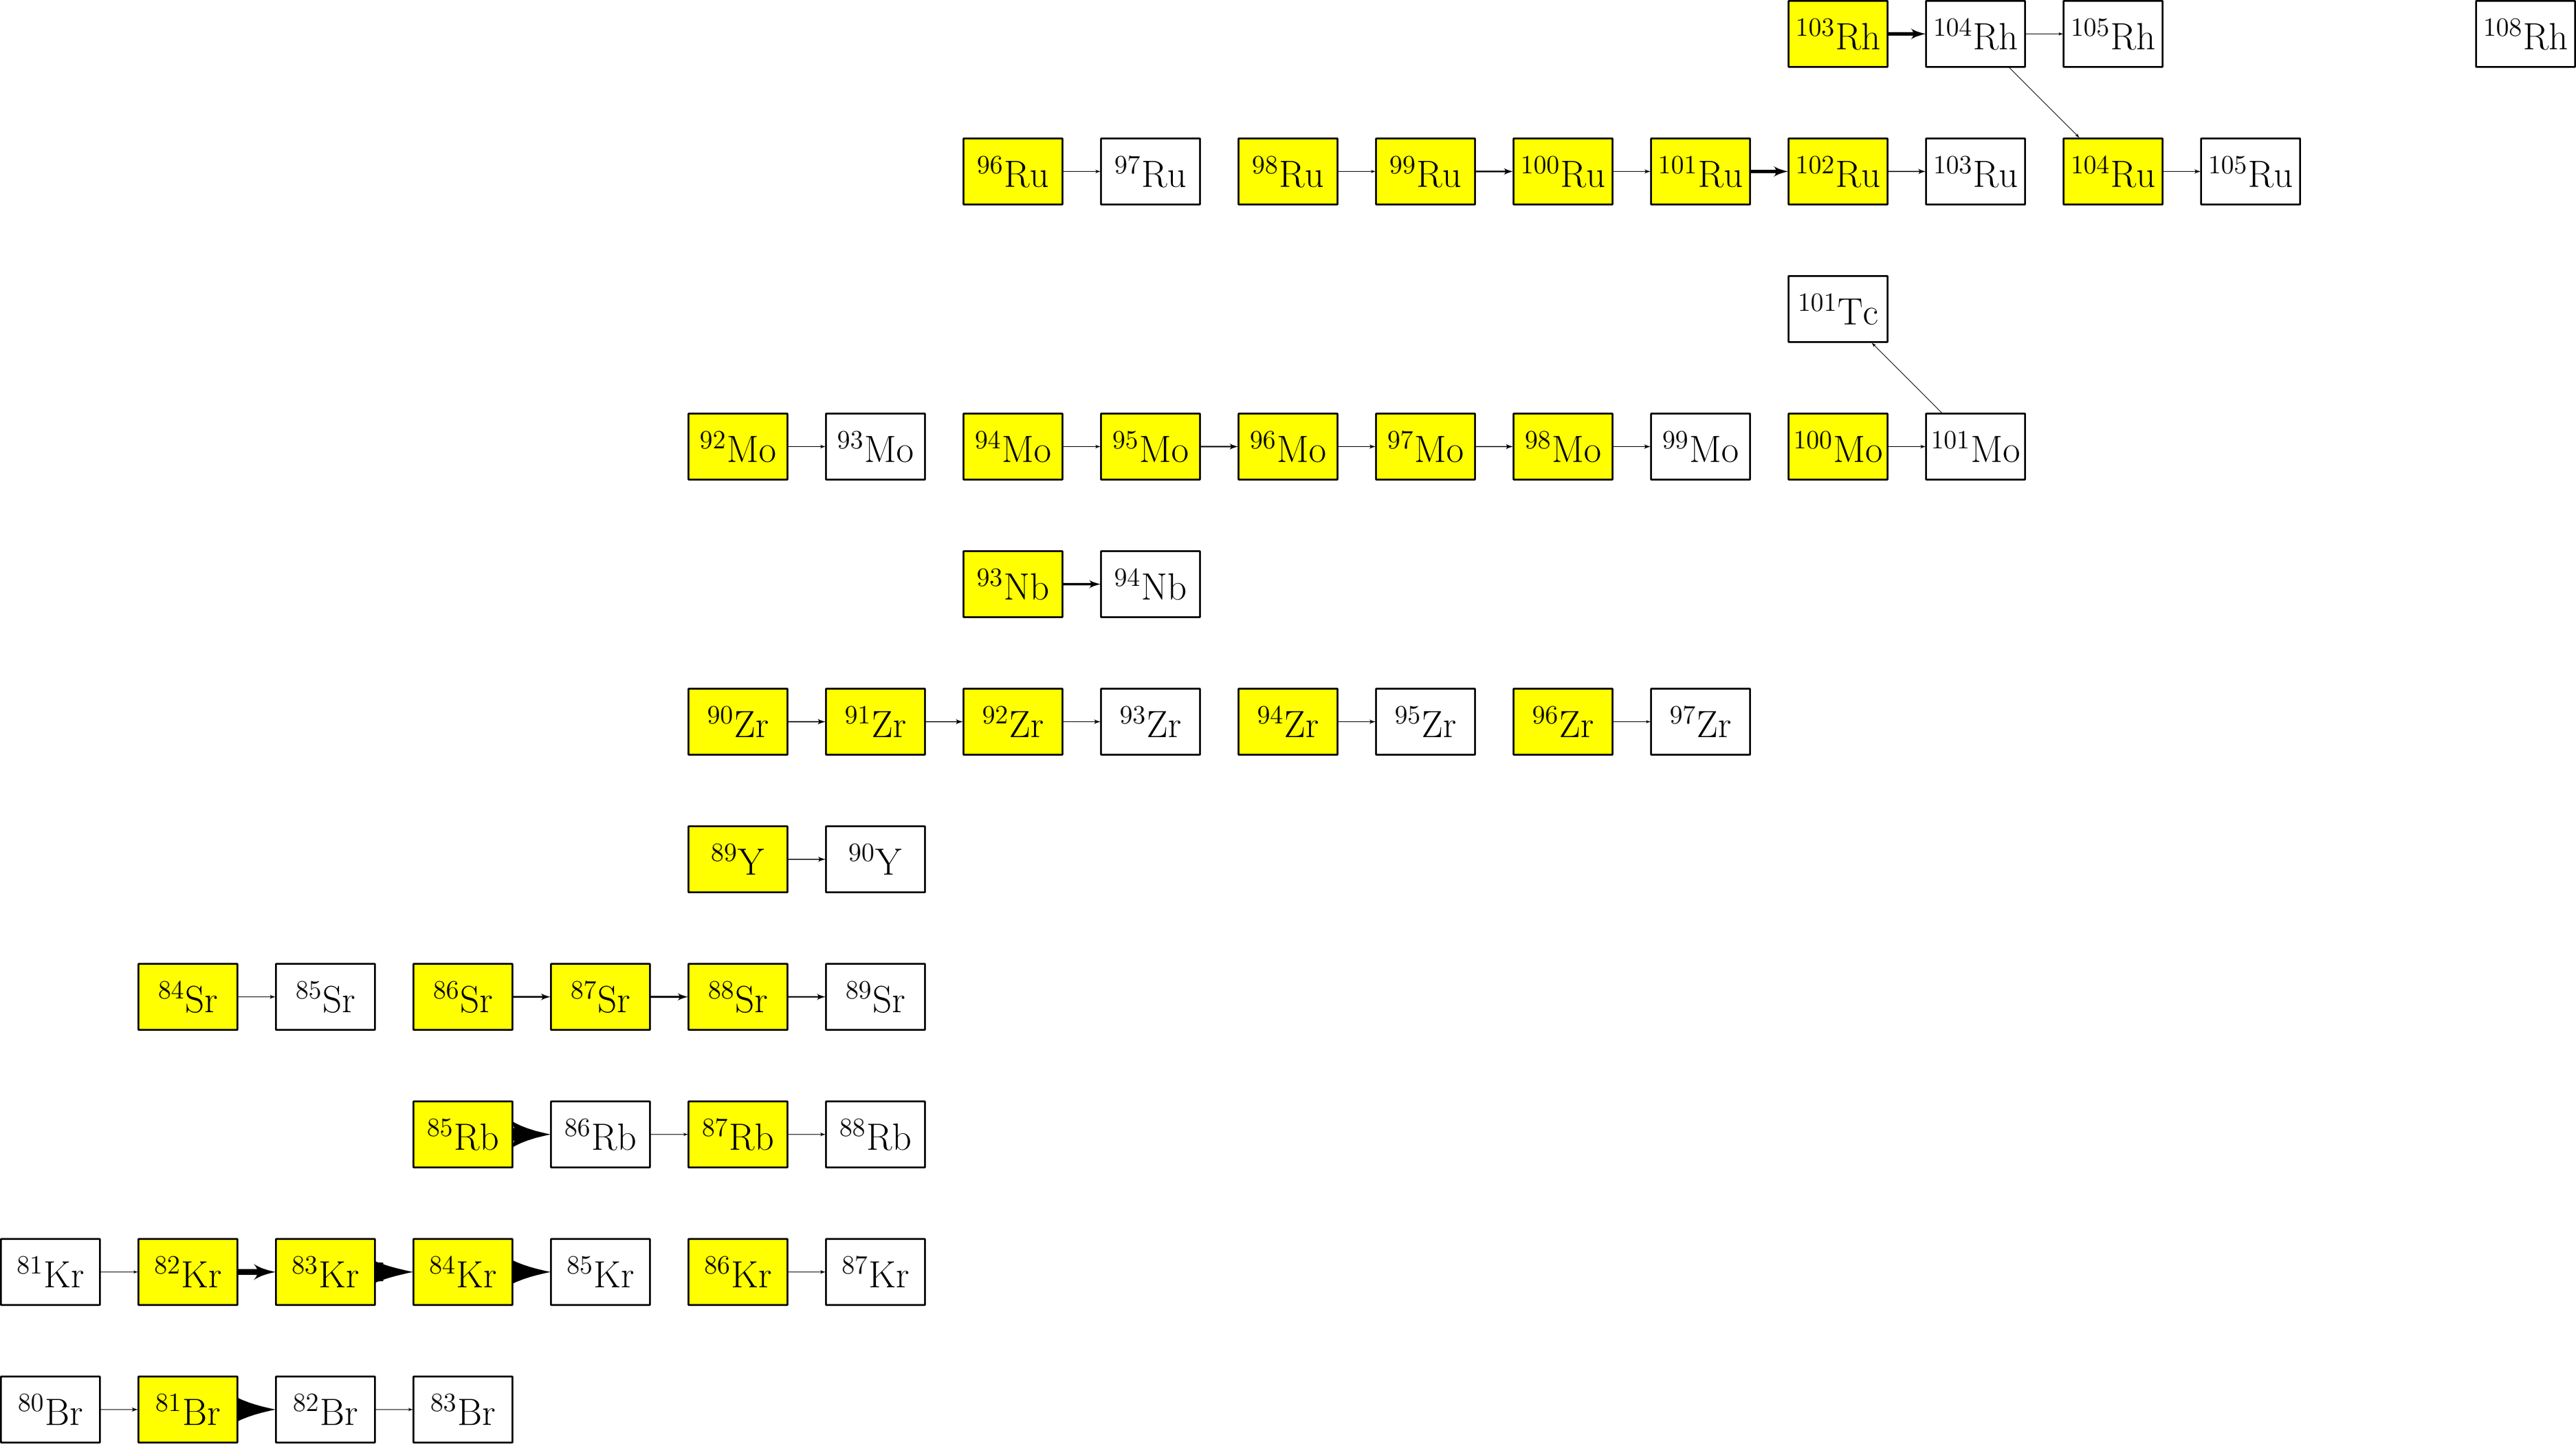 ¹⁰³Rh ¹⁰⁴Rh ¹⁰⁵Rh ¹⁰⁸Rh
⁹⁶Ru ⁹⁷Ru ⁹⁸Ru ⁹⁹Ru ¹⁰⁰Ru ¹⁰¹Ru ¹⁰²Ru ¹⁰³Ru ¹⁰⁴Ru ¹⁰⁵Ru
¹⁰¹Tc
⁹²Mo ⁹³Mo ⁹⁴Mo ⁹⁵Mo ⁹⁶Mo ⁹⁷Mo ⁹⁸Mo ⁹⁹Mo ¹⁰⁰Mo ¹⁰¹Mo
⁹³Nb ⁹⁴Nb
⁹⁰Zr ⁹¹Zr ⁹²Zr ⁹³Zr ⁹⁴Zr ⁹⁵Zr ⁹⁶Zr ⁹⁷Zr
⁸⁹Y ⁹⁰Y
⁸⁴Sr ⁸⁵Sr ⁸⁶Sr ⁸⁷Sr ⁸⁸Sr ⁸⁹Sr
⁸⁵Rb ⁸⁶Rb ⁸⁷Rb ⁸⁸Rb
⁸¹Kr ⁸²Kr ⁸³Kr ⁸⁴Kr ⁸⁵Kr ⁸⁶Kr ⁸⁷Kr
⁸⁰Br ⁸¹Br ⁸²Br ⁸³Br